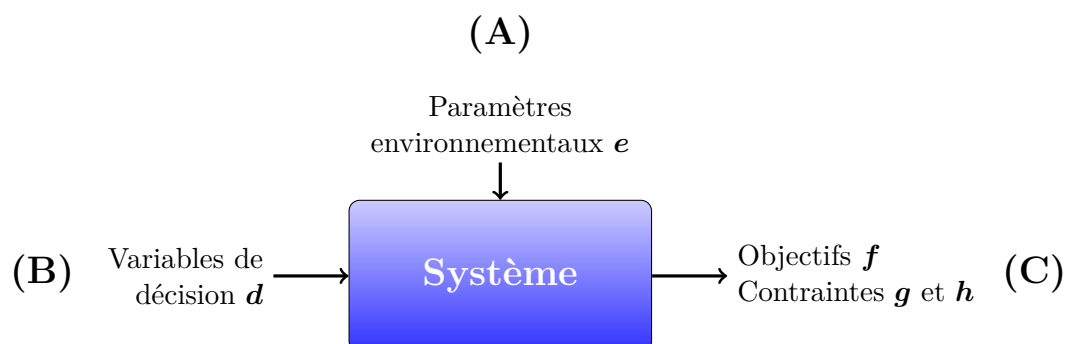 (A)
Paramètres
environnementaux e
(B)
Variables de
décision d
Système
Objectifs f
Contraintes g et h
(C)